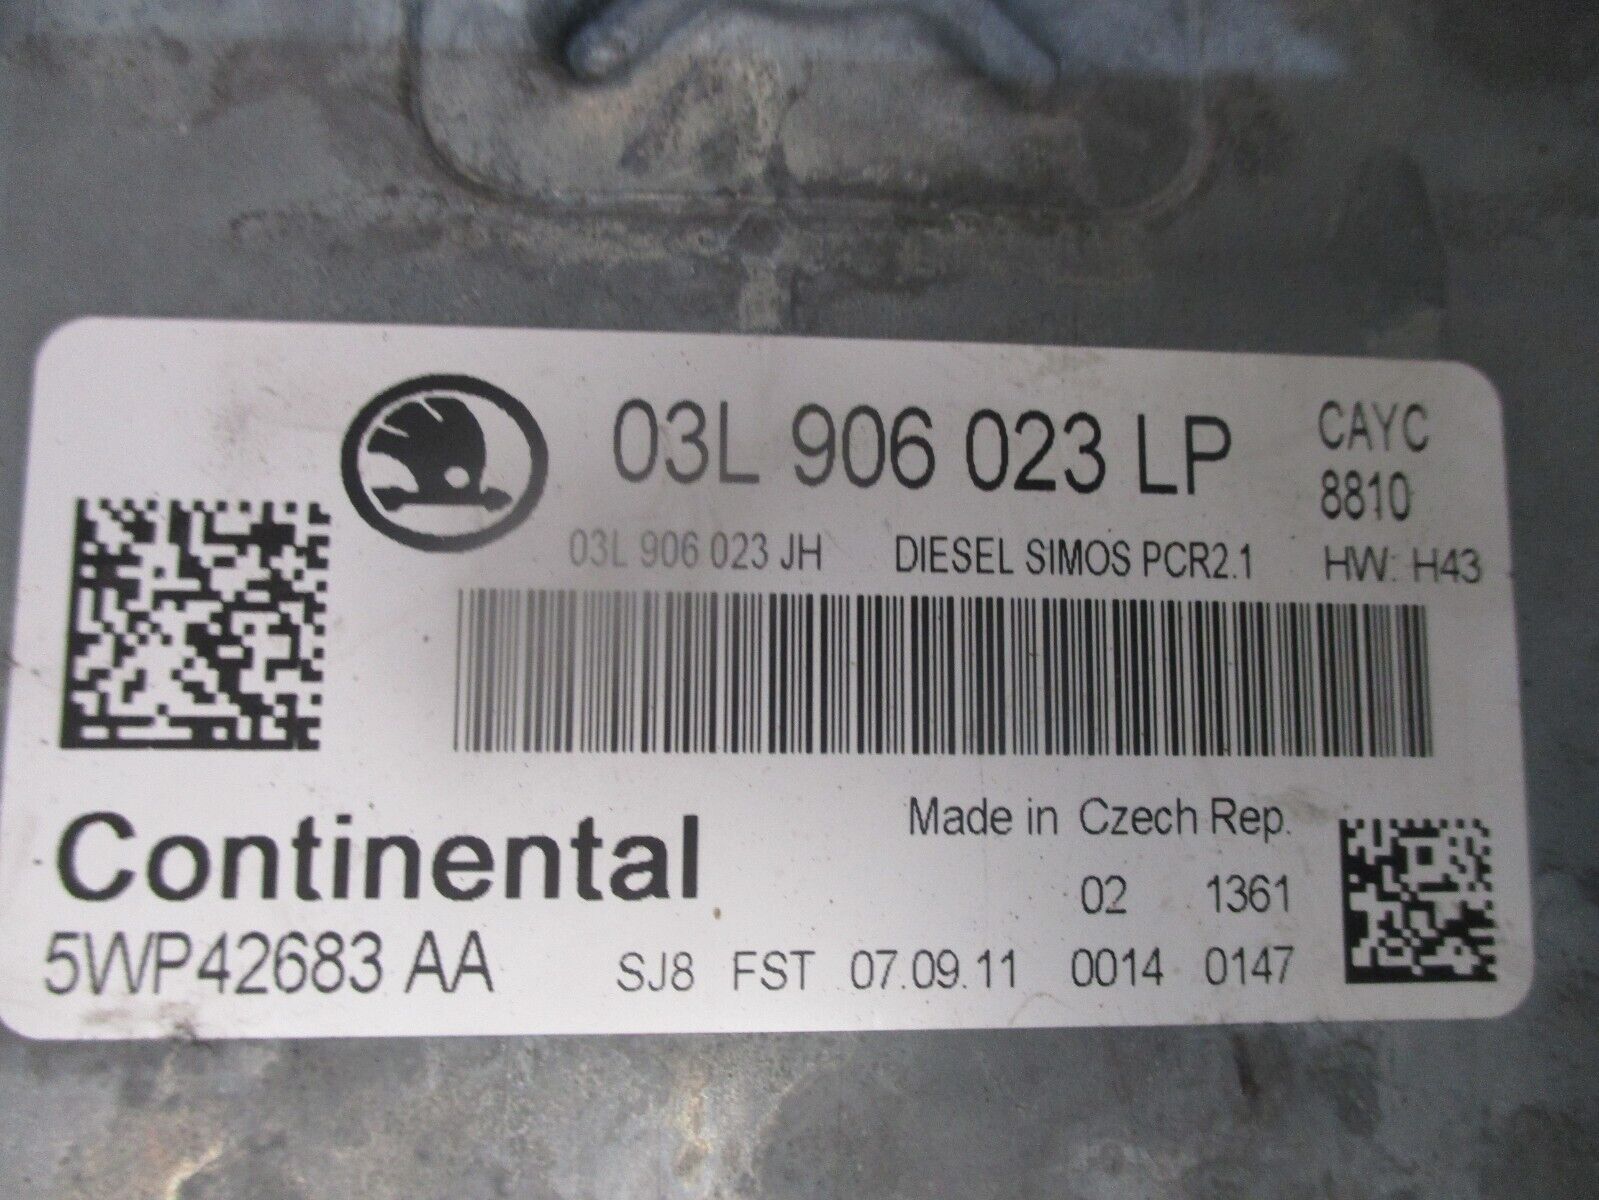 03L 906 023 LP
CAYC
8810
03L 906 023 JH DIESEL SIMOS PCR2.1 HW: H43
Continental
Made in Czech Rep.
02 1361
5WP42683 AA SJ8 FST 07.09.11 0014 0147